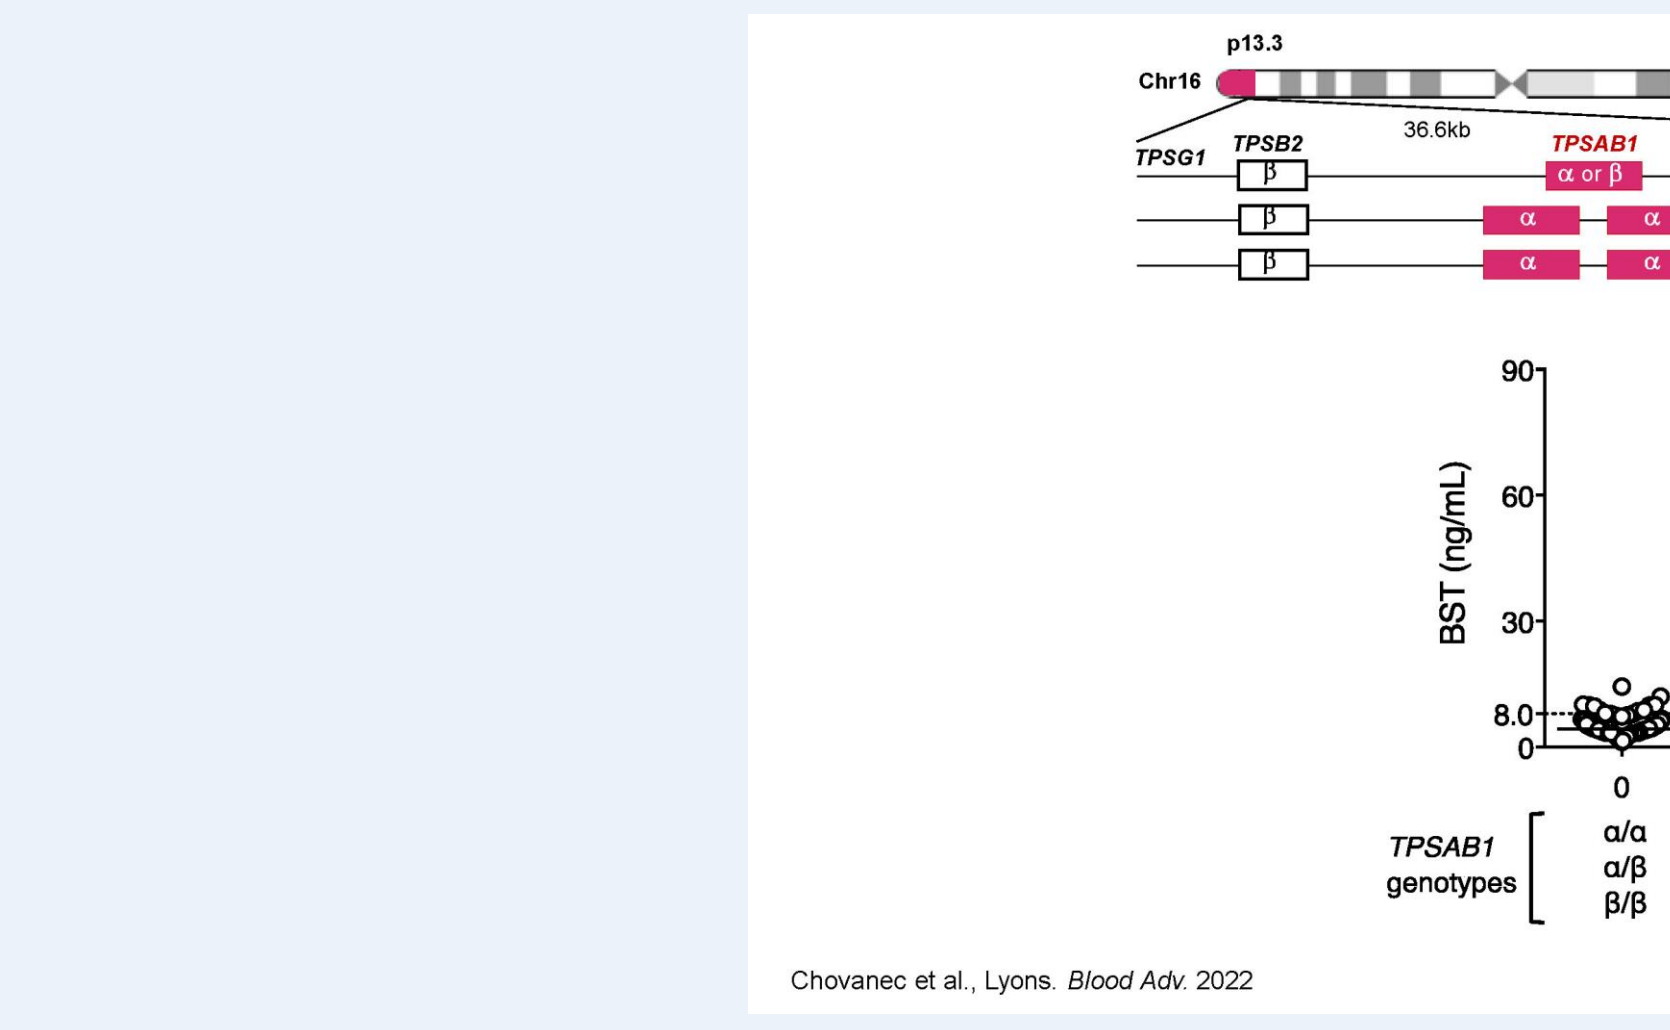 p13.3
Chr16
36.6kb
TPSG1 TPSB2 TPSAB1
β α or β
β α α
β α α
90
60
30
8.0
0
BST (ng/mL)
0
TPSAB1 genotypes
α/α
α/β
β/β
Chovanec et al., Lyons. Blood Adv. 2022